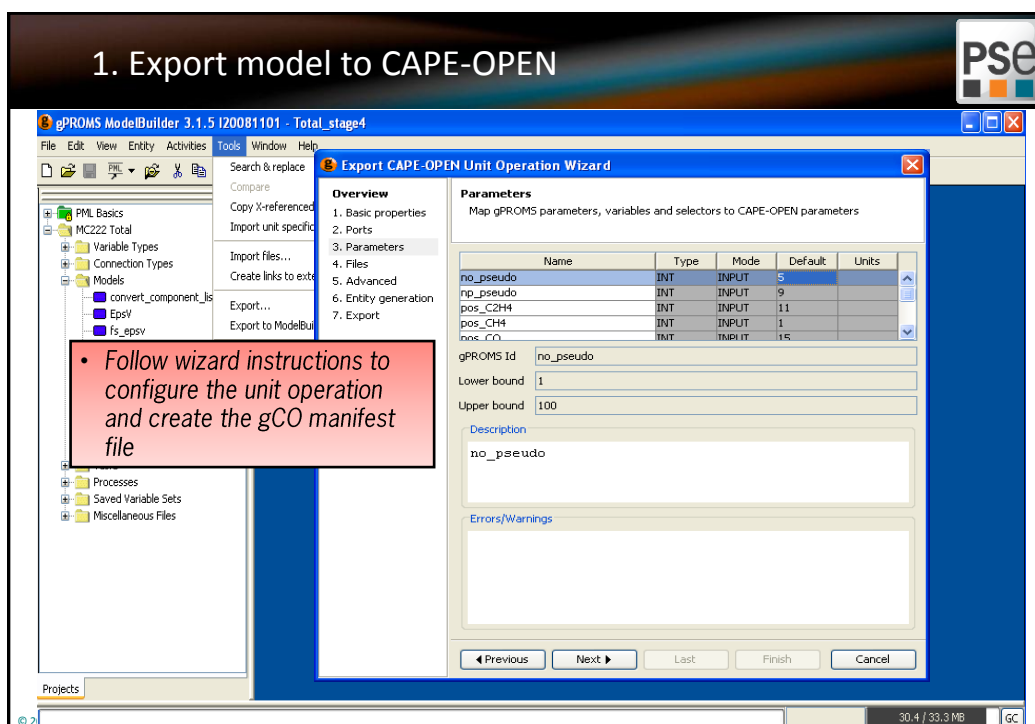 1. Export model to CAPE-OPEN
PSe
gPROMS ModelBuilder 3.1.5 I20081101 - Total_stage4
File Edit View Entity Activities Tools Window Help
PML
PML Basics
MC222 Total
Variable Types
Connection Types
Models
convert_component_lis
EpsV
fs_epsv
Processes
Saved Variable Sets
Miscellaneous Files
Projects
Search & replace
Compare
Copy X-referenced
Import unit specific
Import files...
Create links to exte
Export...
Export to ModelBui
• Follow wizard instructions to
configure the unit operation
and create the gCO manifest
file
Export CAPE-OPEN Unit Operation Wizard
Overview
1. Basic properties
2. Ports
3. Parameters
4. Files
5. Advanced
6. Entity generation
7. Export
Parameters
Map gPROMS parameters, variables and selectors to CAPE-OPEN parameters
Name Type Mode Default Units
no_pseudo INT INPUT 5
np_pseudo INT INPUT 9
pos_C2H4 INT INPUT 11
pos_CH4 INT INPUT 1
pos_CO INT INPUT 15
gPROMS Id no_pseudo
Lower bound 1
Upper bound 100
Description
no_pseudo
Errors/Warnings
Previous Next Last Finish Cancel
30.4 / 33.3 MB GC